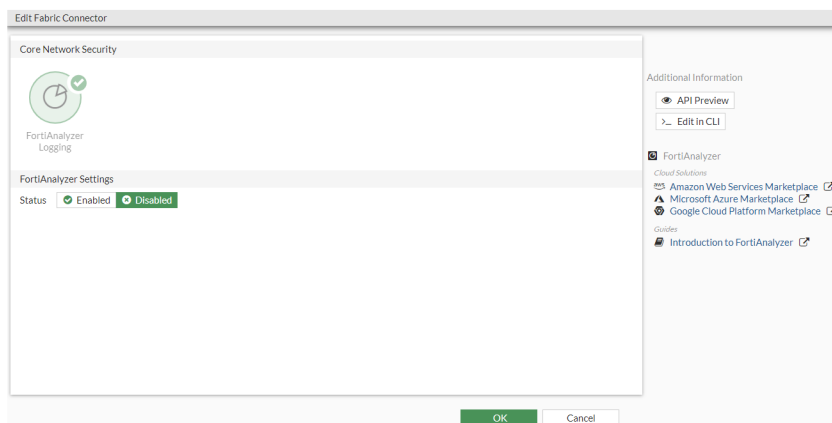 Edit Fabric Connector
Core Network Security
FortiAnalyzer
Logging
FortiAnalyzer Settings
Status Enabled Disabled
OK Cancel
Additional Information
API Preview
>_ Edit in CLI
FortiAnalyzer
Cloud Solutions
aws Amazon Web Services Marketplace
Microsoft Azure Marketplace
Google Cloud Platform Marketplace
Guides
Introduction to FortiAnalyzer